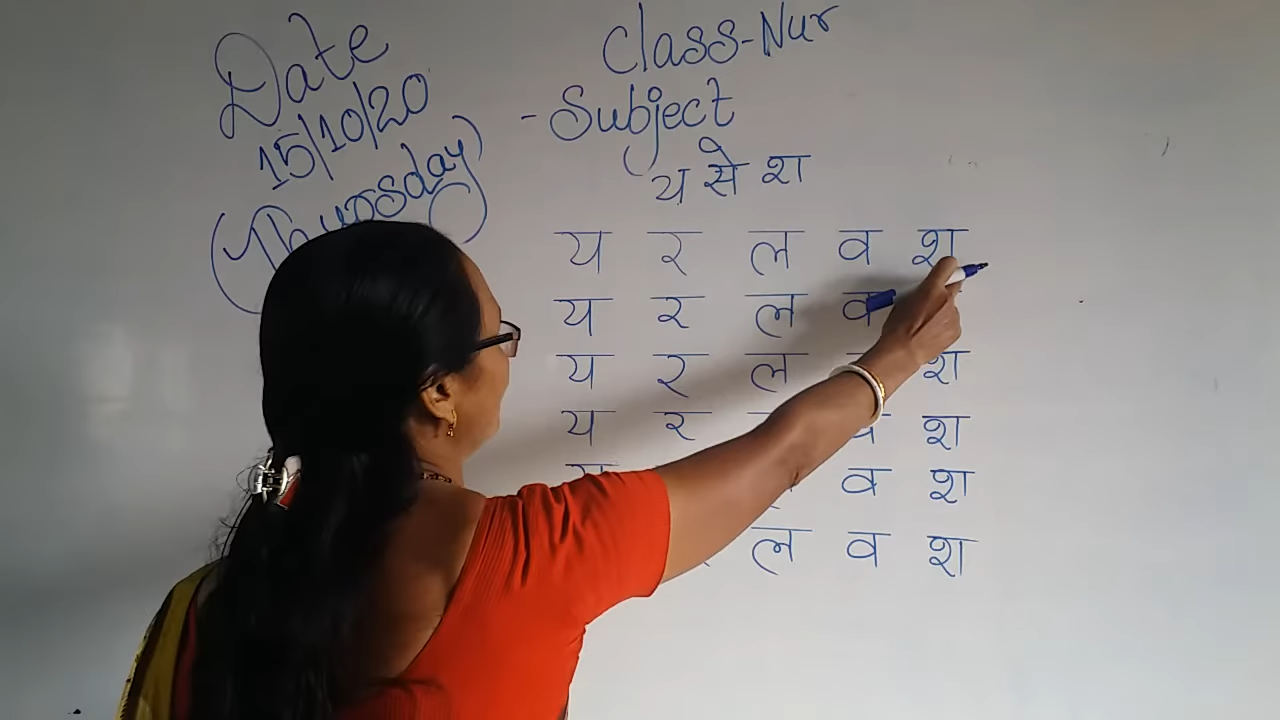 Date
15/10/20
(Thursday)
Class-Nur
- Subject
य से श
य र ल व श
य र ल व
य र ल व श
य र ल व श
य ल व श
ल व श